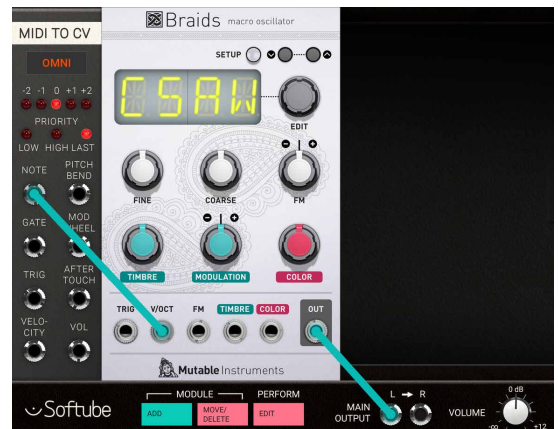 MIDI TO CV
OMNI
-2 -1 0 +1 +2
PRIORITY
LOW HIGH LAST
NOTE
PITCH
BEND
GATE
MOD
WHEEL
TRIG
AFTER
TOUCH
VELO-
CITY
VOL
Braids macro oscillator
SETUP
CSAW
EDIT
FINE
COARSE
FM
TIMBRE
MODULATION
COLOR
TRIG V/OCT FM TIMBRE COLOR OUT
Mutable Instruments
Softube
MODULE
ADD
MOVE/
DELETE
PERFORM
EDIT
MAIN
OUTPUT
L → R
VOLUME
0 dB
-∞
+12